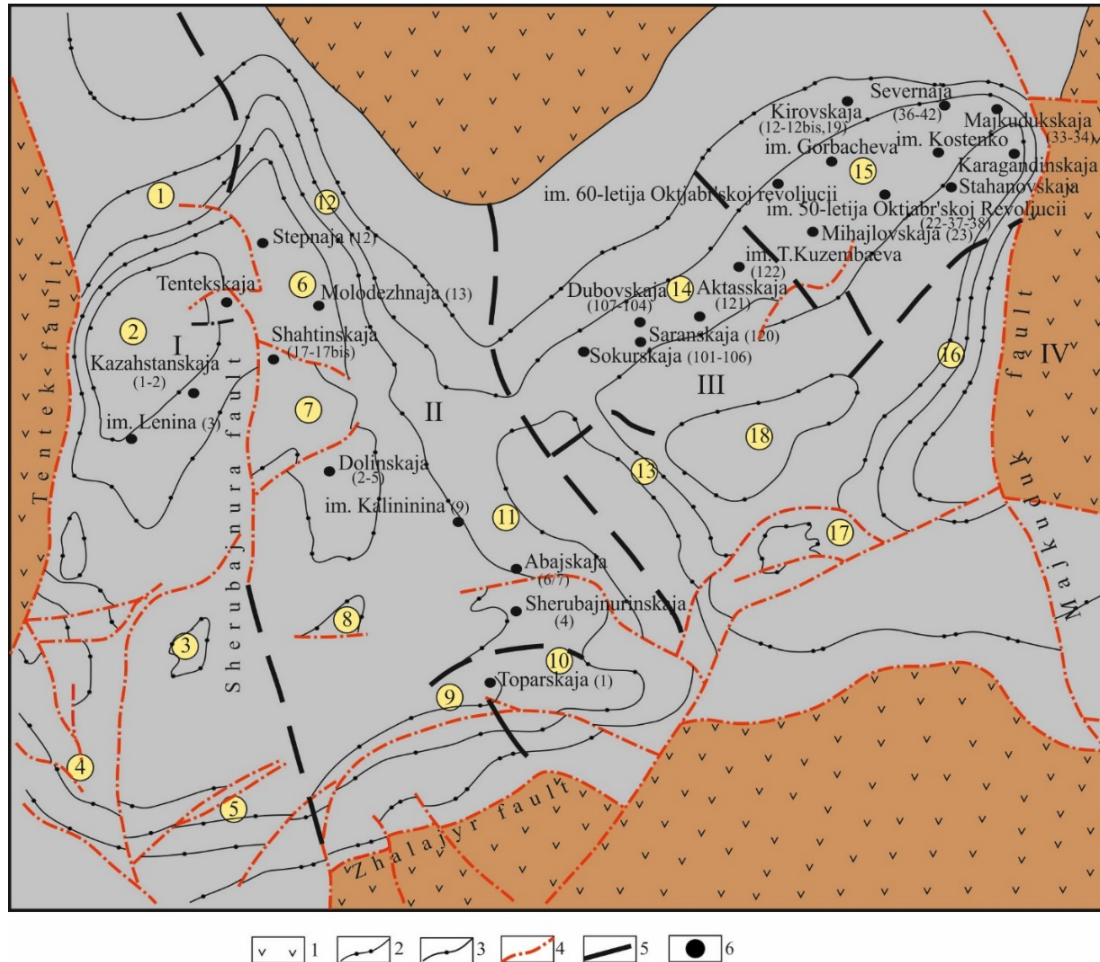 Severnaja
(36-42)
Kirovskaja
(12-12bis,19)
Majkudukskaja
(33-34)
im. Kostenko
im. Gorbacheva
Karagandinskaja
15
1
12
im. 60-letija Oktjabr'skoj revoljucii
Stahanovskaja
im. 50-letija Oktjabr'skoj Revoljucii
(22-37-38)
Mihajlovskaja (23)
Stepnaja (12)
im. T.Kuzembaeva
(122)
Tentekskaja
6
Molodezhnaja (13)
14
Dubovskaja
(107-104)
Aktasskaja
(121)
2
I
Shahtinskaja
(17-17bis)
Saranskaja (120)
Sokurskaja (101-106)
16
IV
Kazahstanskaja
(1-2)
III
II
7
im. Lenina (3)
18
Dolinskaja
(2-5)
13
im. Kalininina (9)
11
17
Abajskaja
(6/7)
Sherubajnurinskaja
(4)
8
3
10
Toparskaja (1)
9
4
5
Tentek fault
Sherubajnura fault
Majkuduk fault
Zhalajyr fault
1 2 3 4 5 6